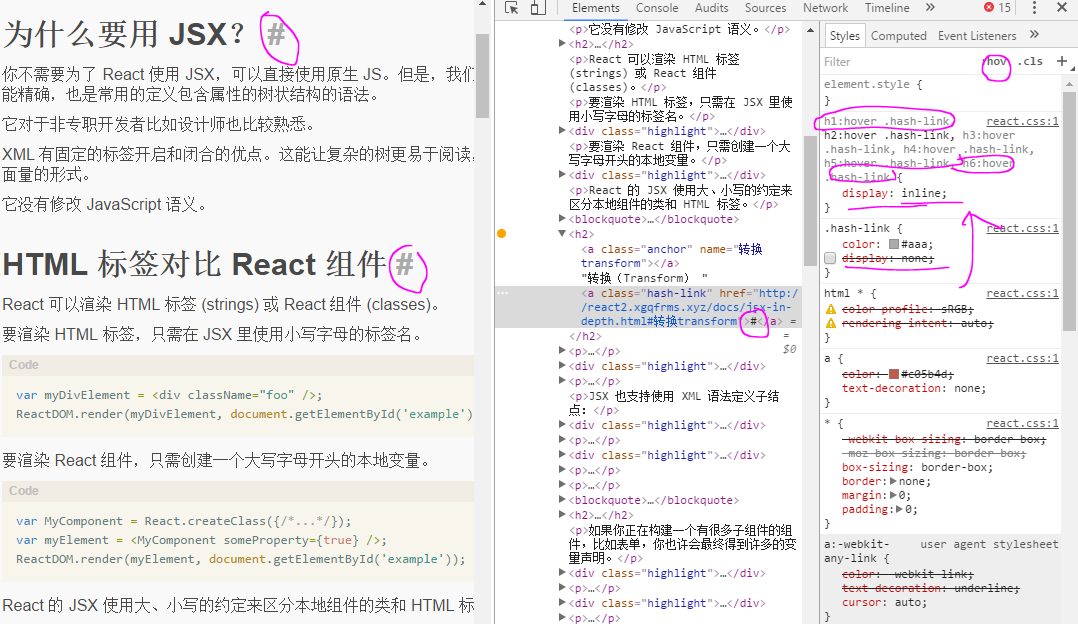 为什么要用 JSX？ #
你不需要为了 React 使用 JSX，可以直接使用原生 JS。但是，我们
能精确，也是常用的定义包含属性的树状结构的语法。
它对于非专职开发者比如设计师也比较熟悉。
XML 有固定的标签开启和闭合的优点。这能让复杂的树更易于阅读，
面量的形式。
它没有修改 JavaScript 语义。
HTML 标签对比 React 组件 #
React 可以渲染 HTML 标签 (strings) 或 React 组件 (classes)。
要渲染 HTML 标签，只需在 JSX 里使用小写字母的标签名。
Code
var myDivElement = <div className="foo" />;
ReactDOM.render(myDivElement, document.getElementById('example')
要渲染 React 组件，只需创建一个大写字母开头的本地变量。
Code
var MyComponent = React.createClass({/*...*/});
var myElement = <MyComponent someProperty={true} />;
ReactDOM.render(myElement, document.getElementById('example'));
React 的 JSX 使用大、小写的约定来区分本地组件的类和 HTML 标
Elements Console Audits Sources Network Timeline » 15
<p>它没有修改 JavaScript 语义。</p>
<h2>…</h2>
<p>React 可以渲染 HTML 标签
(strings) 或 React 组件
(classes)。</p>
<p>要渲染 HTML 标签，只需在 JSX 里使
用小写字母的标签名。</p>
<div class="highlight">…</div>
<p>要渲染 React 组件，只需创建一个大
写字母开头的本地变量。</p>
<div class="highlight">…</div>
<p>React 的 JSX 使用大、小写的约定来
区分本地组件的类和 HTML 标签。</p>
<blockquote>…</blockquote>
<h2>
<a class="anchor" name="转换
transform"></a>
"转换（Transform） "
<a class="hash-link" href="http:/
/react2.xgqfrms.xyz/docs/jsx-in-
depth.html#转换transform">#</a> =
</h2> =
<p>…</p> $0
<div class="highlight">…</div>
<p>JSX 也支持使用 XML 语法定义子结
点：</p>
<div class="highlight">…</div>
<p>…</p>
<div class="highlight">…</div>
<p>…</p>
<p>…</p>
<blockquote>…</blockquote>
<h2>…</h2>
<p>如果你正在构建一个有很多子组件的组
件，比如表单，你也许会最终得到许多的变
量声明。</p>
<div class="highlight">…</div>
<p>…</p>
<div class="highlight">…</div>
<p>…</p>
Styles Computed Event Listeners »
Filter :hov .cls +
element.style {
}
h1:hover .hash-link, react.css:1
h2:hover .hash-link, h3:hover
.hash-link, h4:hover .hash-link,
h5:hover .hash-link, h6:hover
.hash-link {
display: inline;
}
.hash-link { react.css:1
color: #aaa;
display: none;
}
html * { react.css:1
color-profile: sRGB;
rendering-intent: auto;
}
a { react.css:1
color: #c05b4d;
text-decoration: none;
}
* { react.css:1
-webkit-box-sizing: border-box;
-moz-box-sizing: border-box;
box-sizing: border-box;
border: none;
margin: 0;
padding: 0;
}
a:-webkit- user agent stylesheet
any-link {
color: -webkit-link;
text-decoration: underline;
cursor: auto;
}